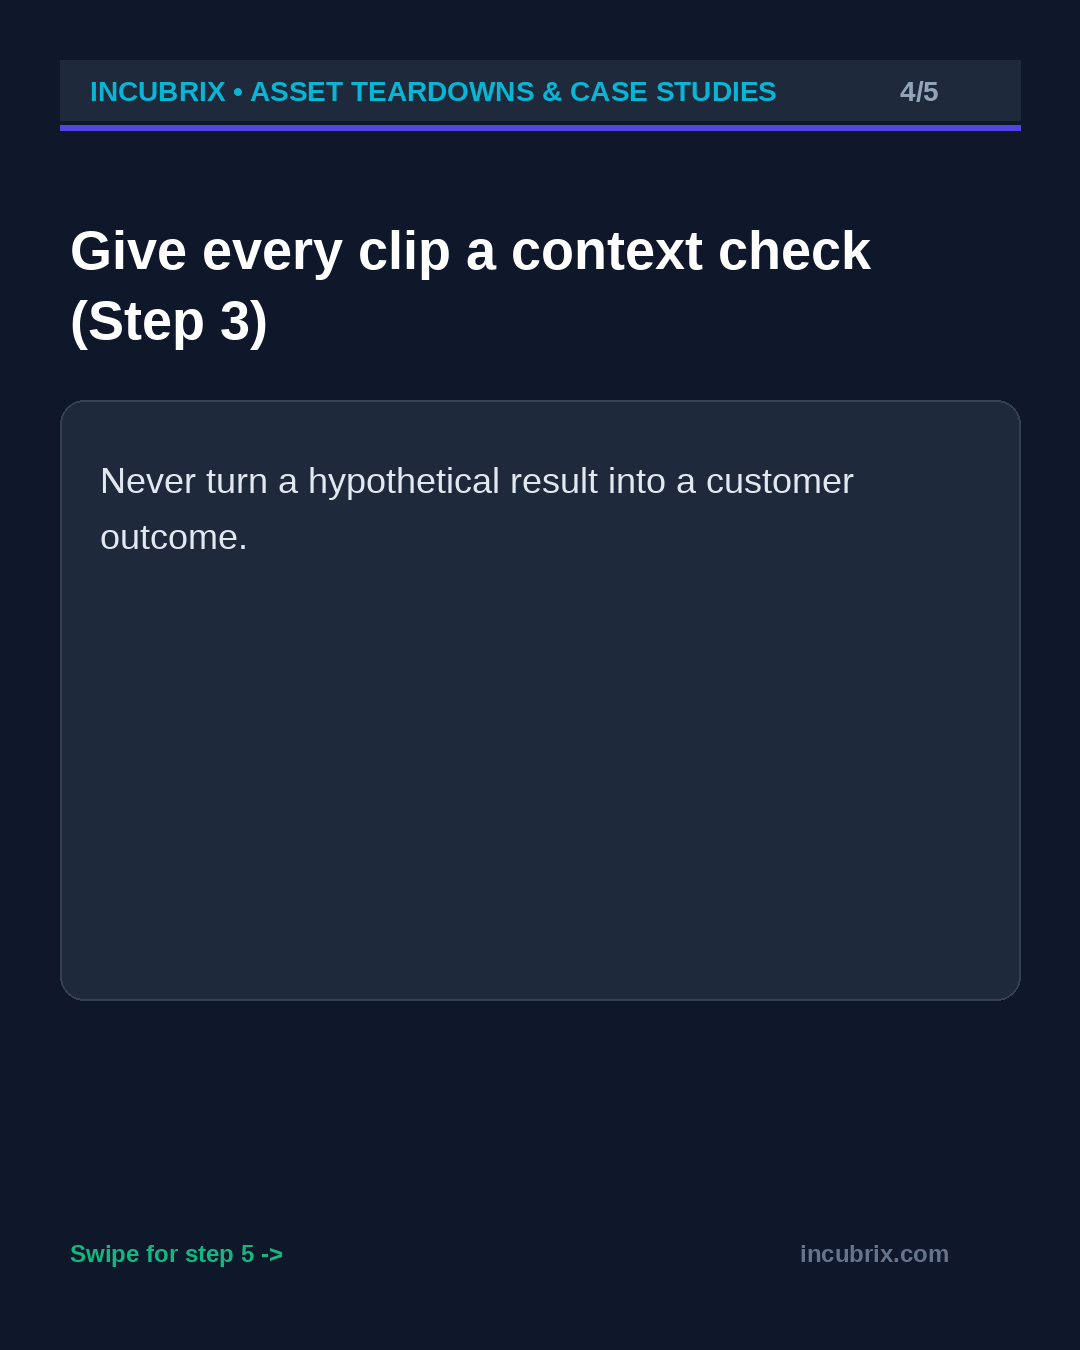 INCUBRIX • ASSET TEARDOWNS & CASE STUDIES 4/5
Give every clip a context check
(Step 3)
Never turn a hypothetical result into a customer
outcome.
Swipe for step 5 -> incubrix.com